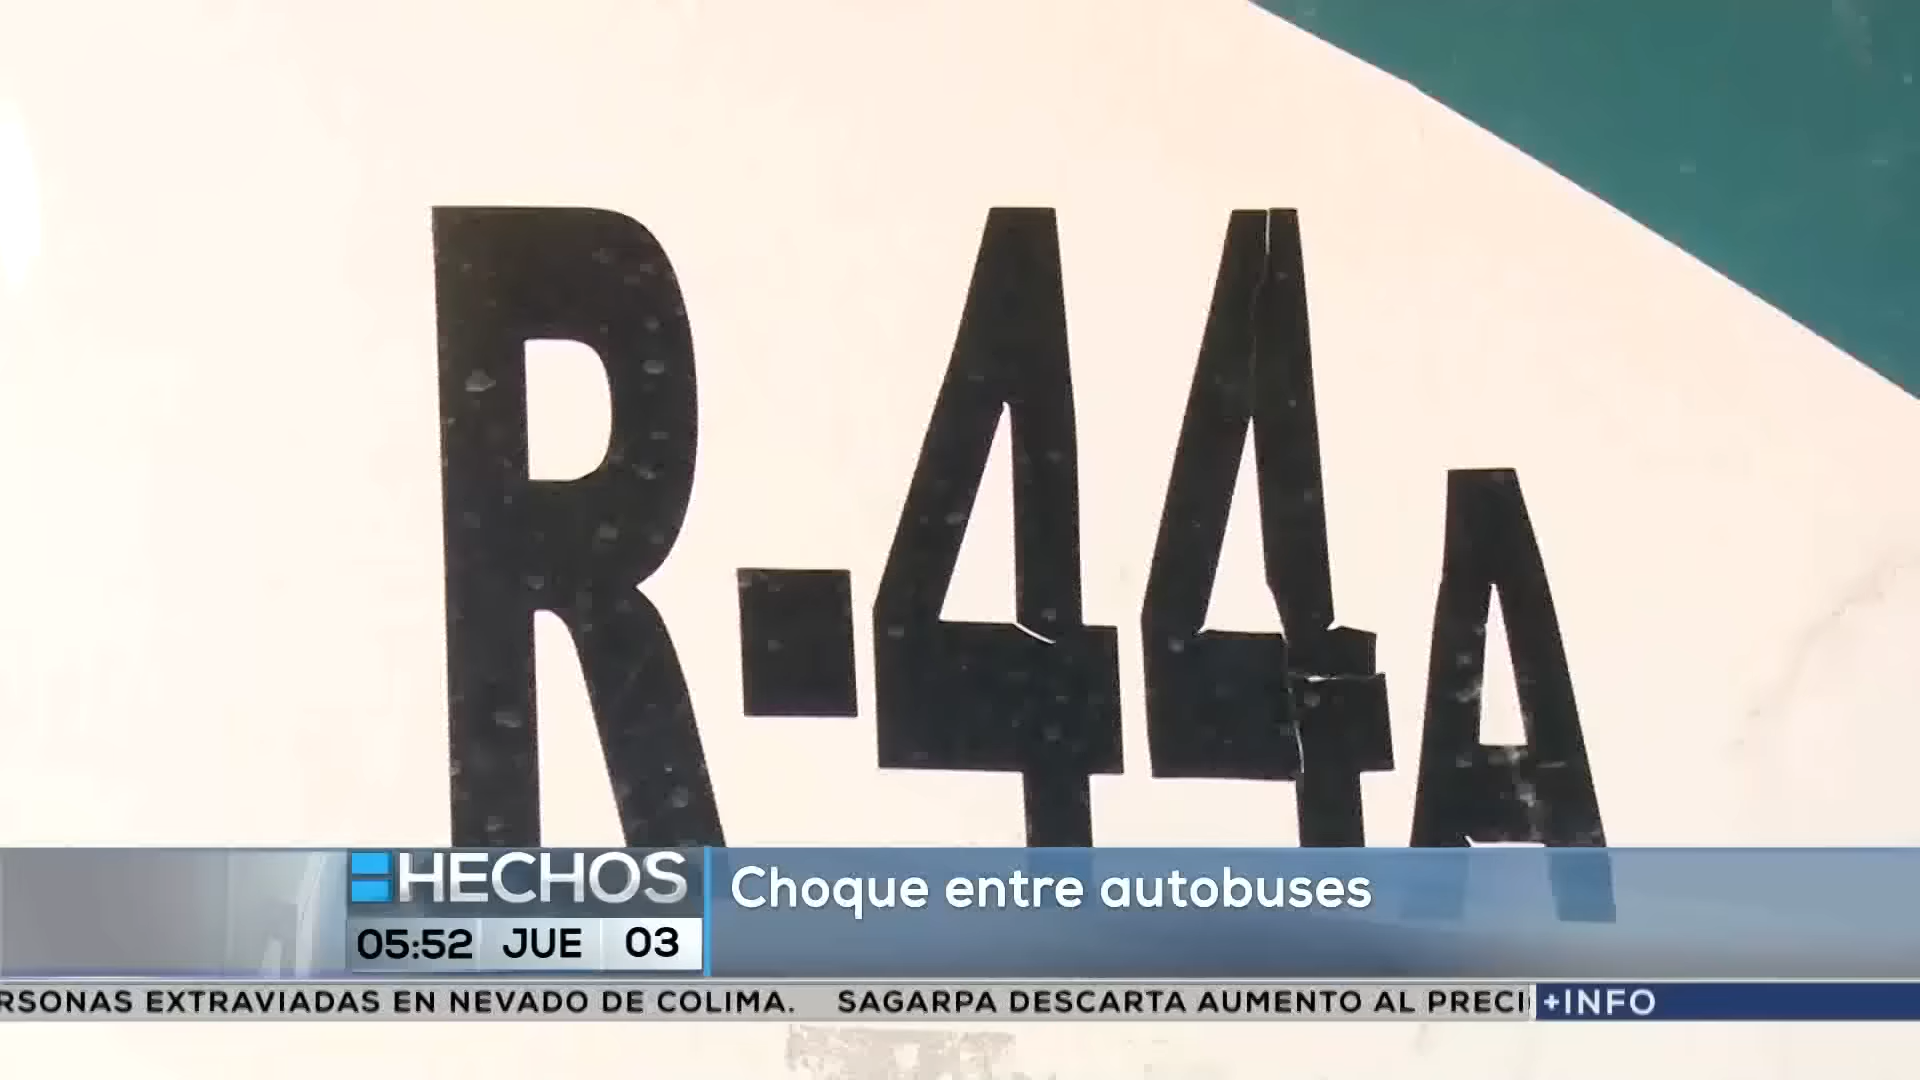 R-44A
HECHOS
Choque entre autobuses
05:52 JUE 03
RSONAS EXTRAVIADAS EN NEVADO DE COLIMA. SAGARPA DESCARTA AUMENTO AL PRECI
+INFO